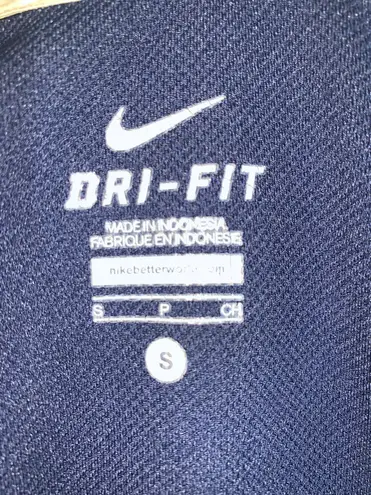 DRI-FIT
MADE IN INDONESIA
FABRIQUE EN INDONESIE
S P CH
S